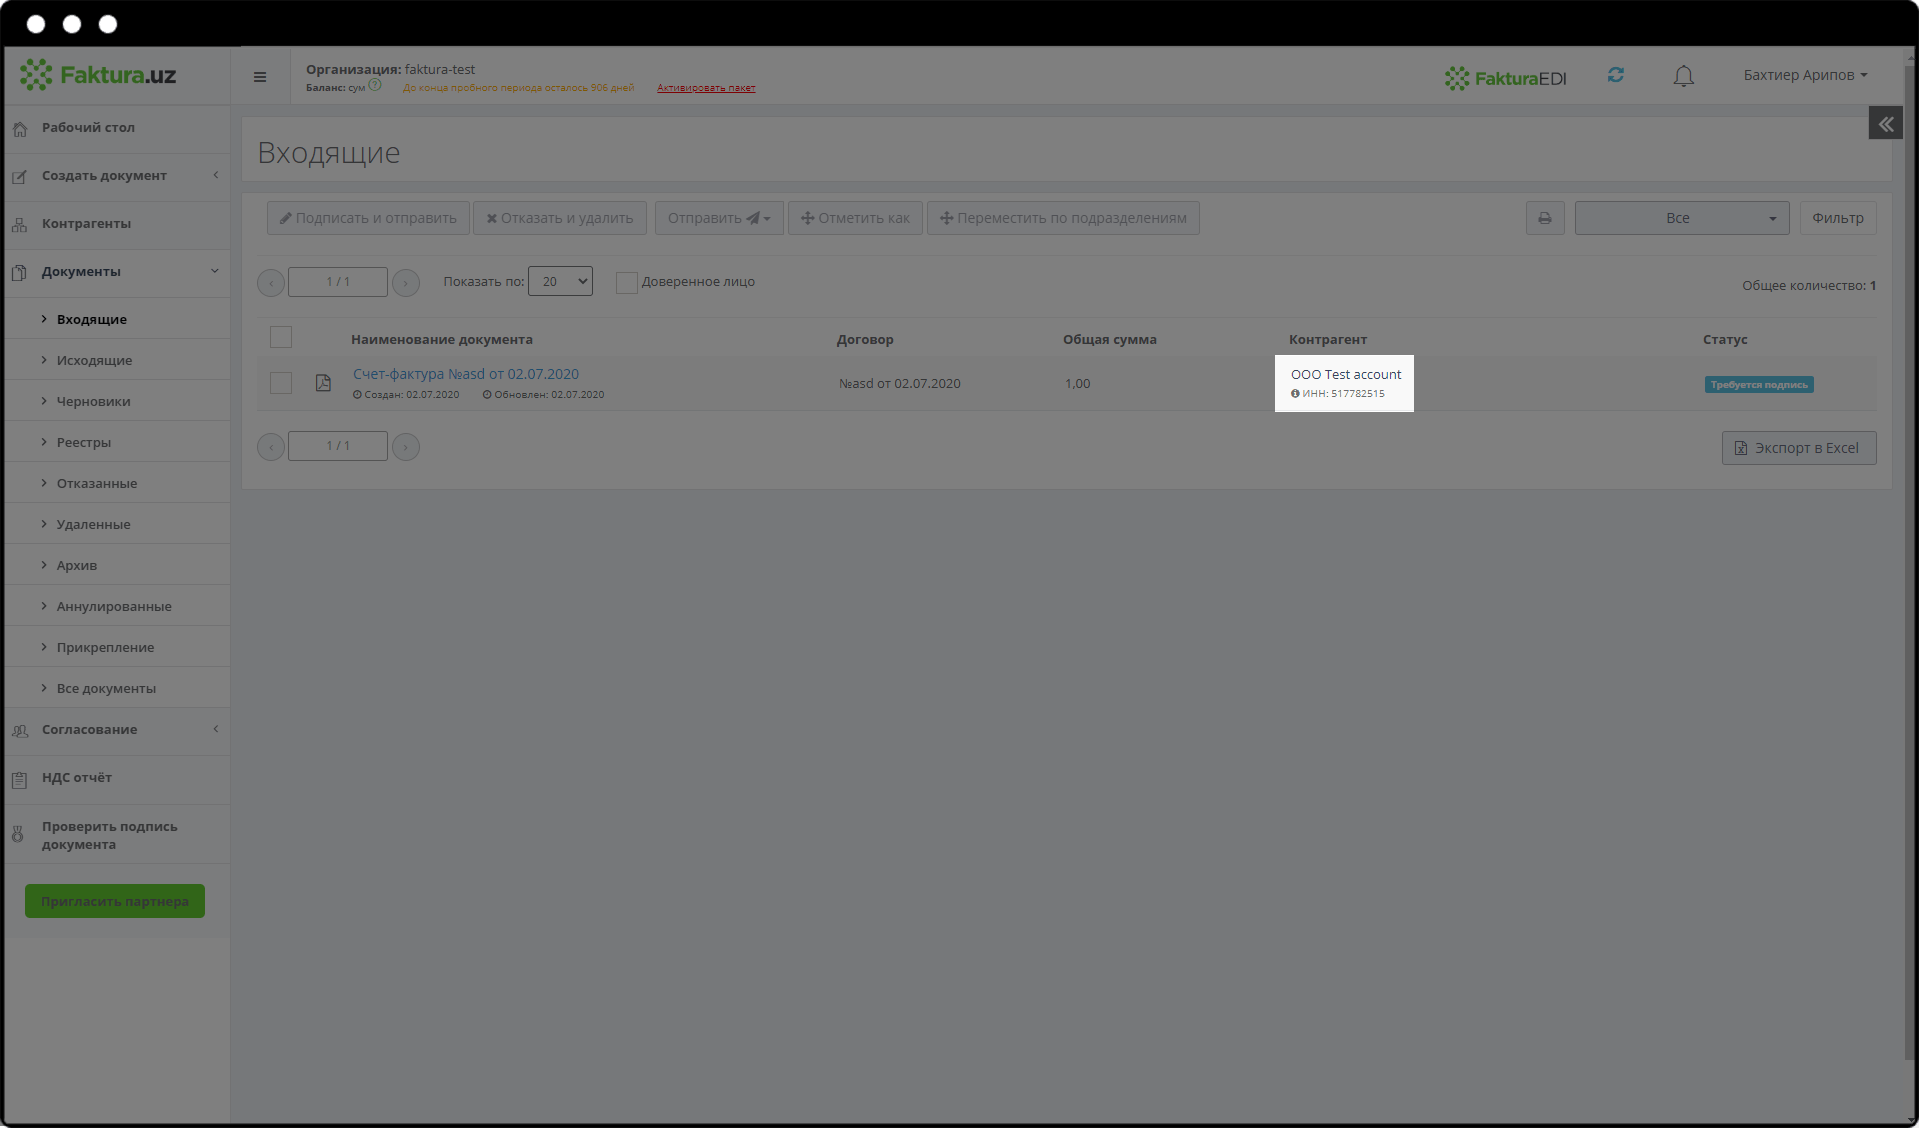 Faktura.uz
Организация: faktura-test
Баланс: сум ? До конца пробного периода осталось 906 дней Активировать пакет
FakturaEDI
Бахтиер Арипов
Рабочий стол
Создать документ
Контрагенты
Документы
Входящие
Исходящие
Черновики
Реестры
Отказанные
Удаленные
Архив
Аннулированные
Прикрепление
Все документы
Согласование
НДС отчёт
Проверить подпись
документа
Пригласить партнера
Входящие
Подписать и отправить Отказать и удалить Отправить Отметить как Переместить по подразделениям Все Фильтр
1 / 1 Показать по: 20 Доверенное лицо Общее количество: 1
Наименование документа Договор Общая сумма Контрагент Статус
Счет-фактура №asd от 02.07.2020 №asd от 02.07.2020 1,00 ООО Test account Требуется подпись
Создан: 02.07.2020 Обновлен: 02.07.2020 ИНН: 517782515
1 / 1 Экспорт в Excel